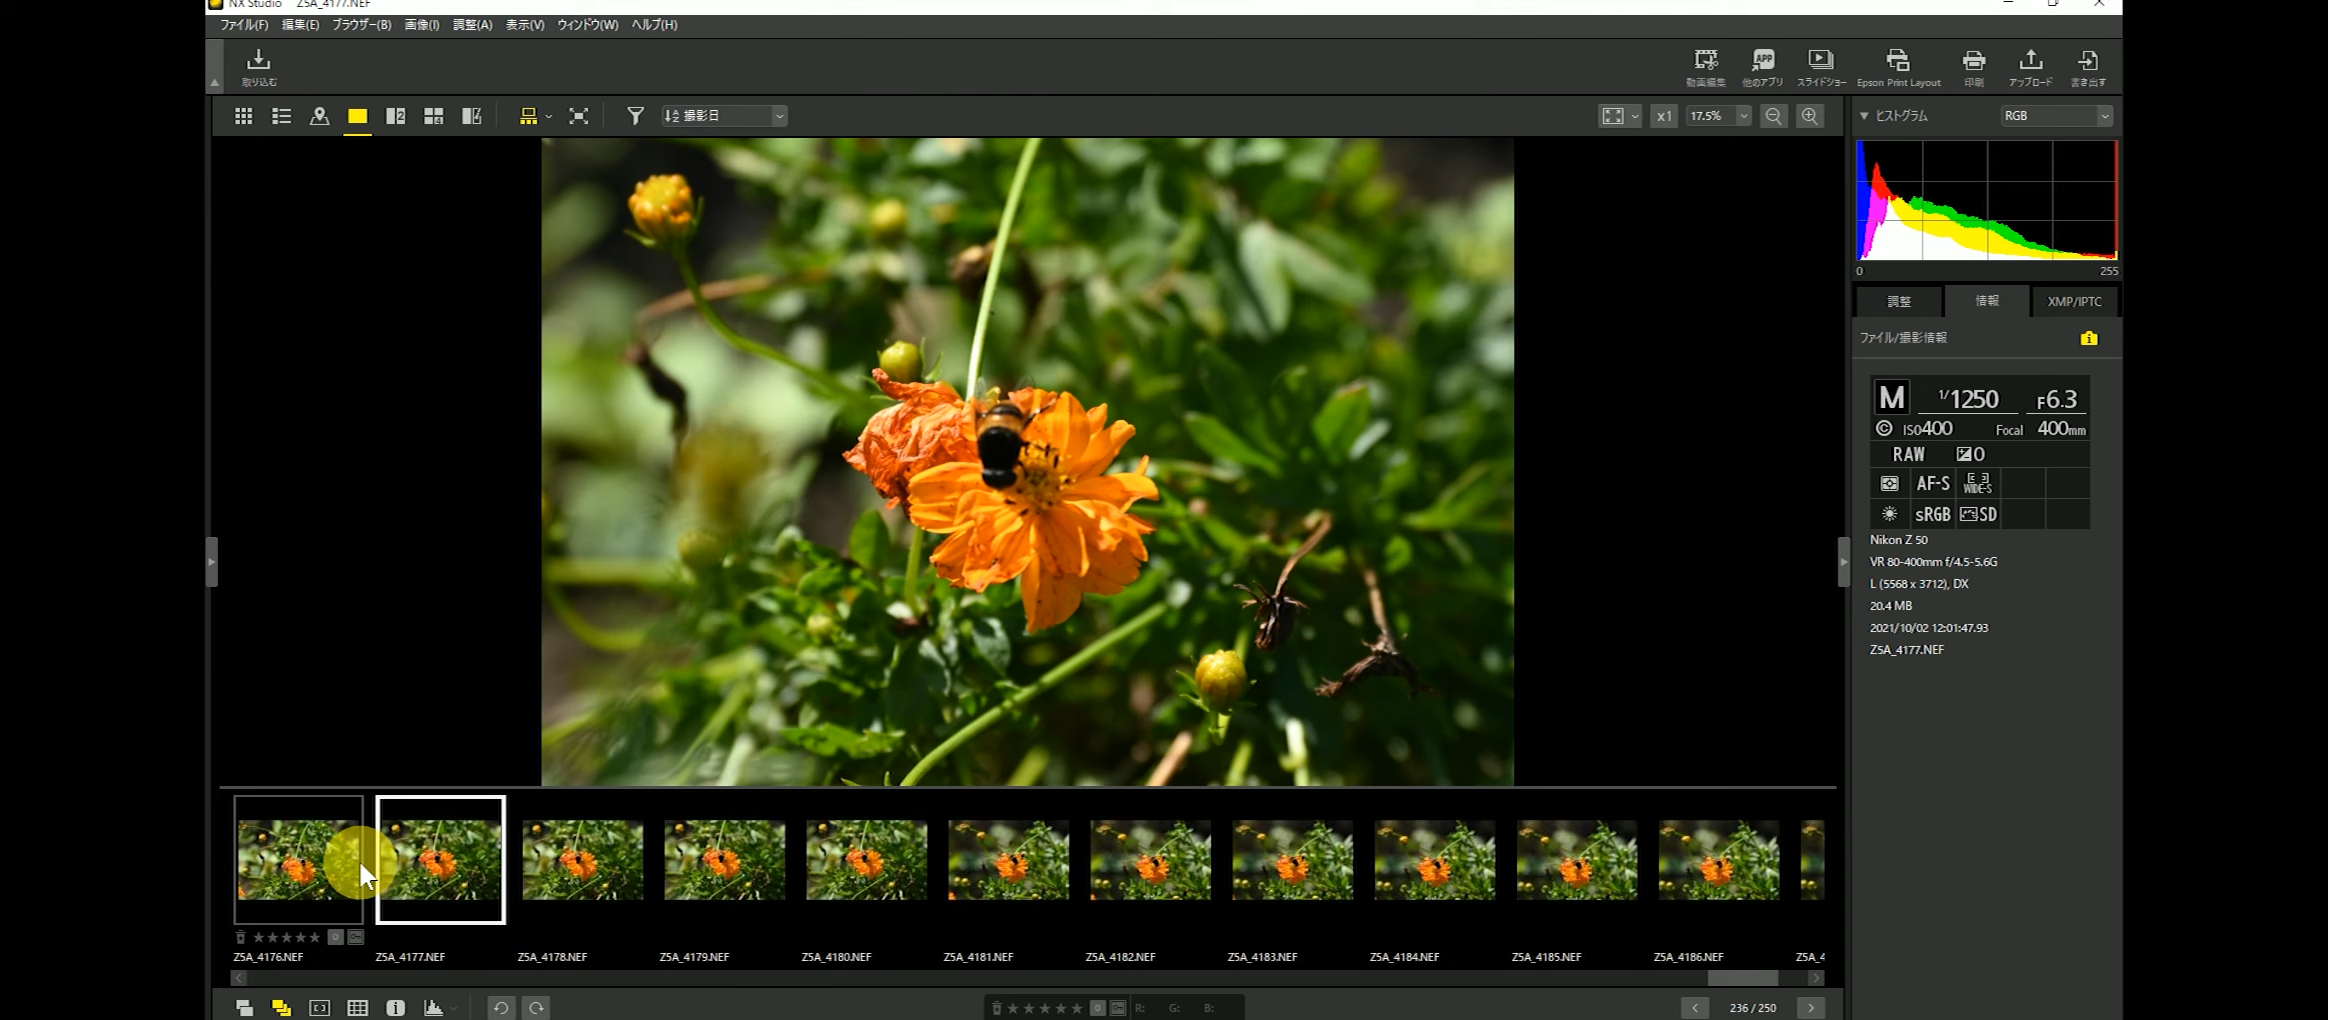 NX Studio Z5A_4177.NEF
ファイル(F) 編集(E) ブラウザー(B) 画像(I) 調整(A) 表示(V) ウィンドウ(W) ヘルプ(H)
取り込む 動画編集 他のアプリ スライドショー Epson Print Layout 印刷 アップロード 書き出す
撮影日 x1 17.5%
ヒストグラム RGB
0 255
調整 情報 XMP/IPTC
ファイル/撮影情報
M 1/1250 F6.3
ISO400 Focal 400mm
RAW 0
AF-S WIDE-S
sRGB SD
Nikon Z 50
VR 80-400mm f/4.5-5.6G
L (5568 x 3712), DX
20.4 MB
2021/10/02 12:01:47.93
Z5A_4177.NEF
Z5A_4176.NEF Z5A_4177.NEF Z5A_4178.NEF Z5A_4179.NEF Z5A_4180.NEF Z5A_4181.NEF Z5A_4182.NEF Z5A_4183.NEF Z5A_4184.NEF Z5A_4185.NEF Z5A_4186.NEF Z5A_4
R: G: B: 236 / 250